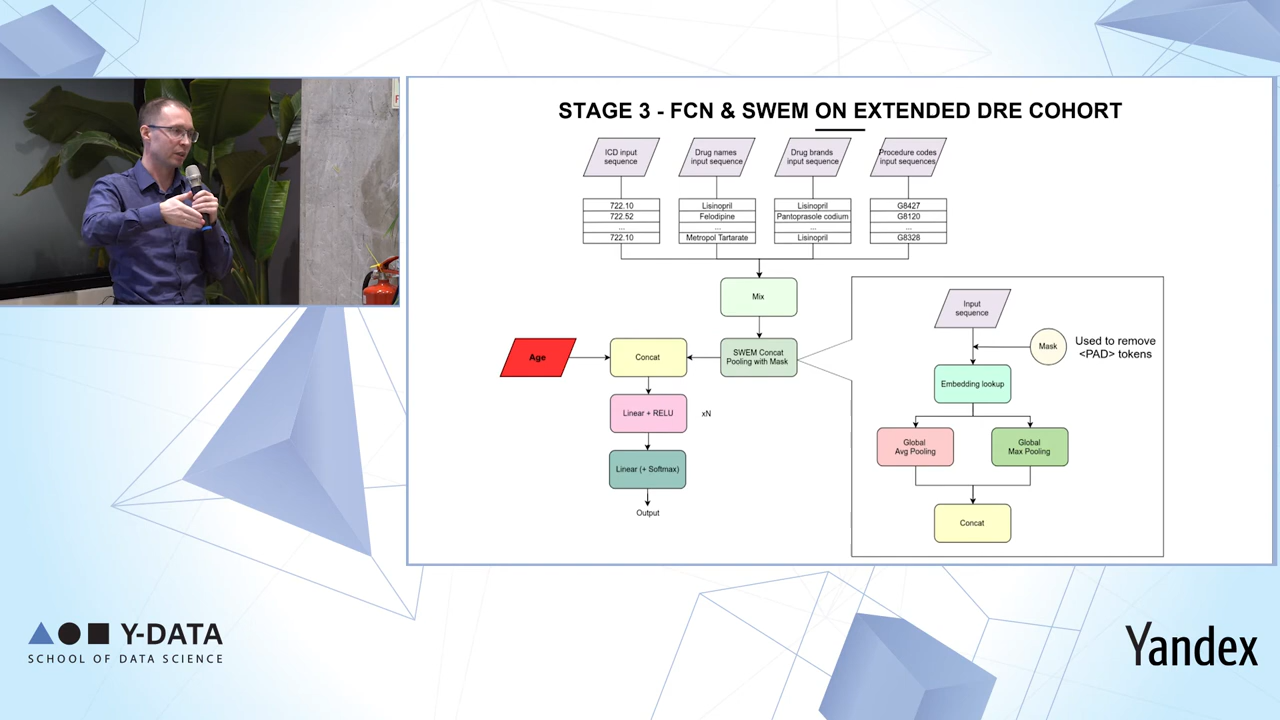 STAGE 3 - FCN & SWEM ON EXTENDED DRE COHORT
ICD input
sequence
Drug names
input sequence
Drug brands
input sequence
Procedure codes
input sequences
722.10
722.52
...
722.10
Lisinopril
Felodipine
...
Metropol Tartarate
Lisinopril
Pantoprasole codium
...
Lisinopril
G8427
G8120
...
G8328
Mix
Age
Concat
SWEM Concat
Pooling with Mask
Linear + RELU
xN
Linear (+ Softmax)
Output
Input
sequence
Mask
Used to remove
<PAD> tokens
Embedding lookup
Global
Avg Pooling
Global
Max Pooling
Concat
Y-DATA
SCHOOL OF DATA SCIENCE
Yandex